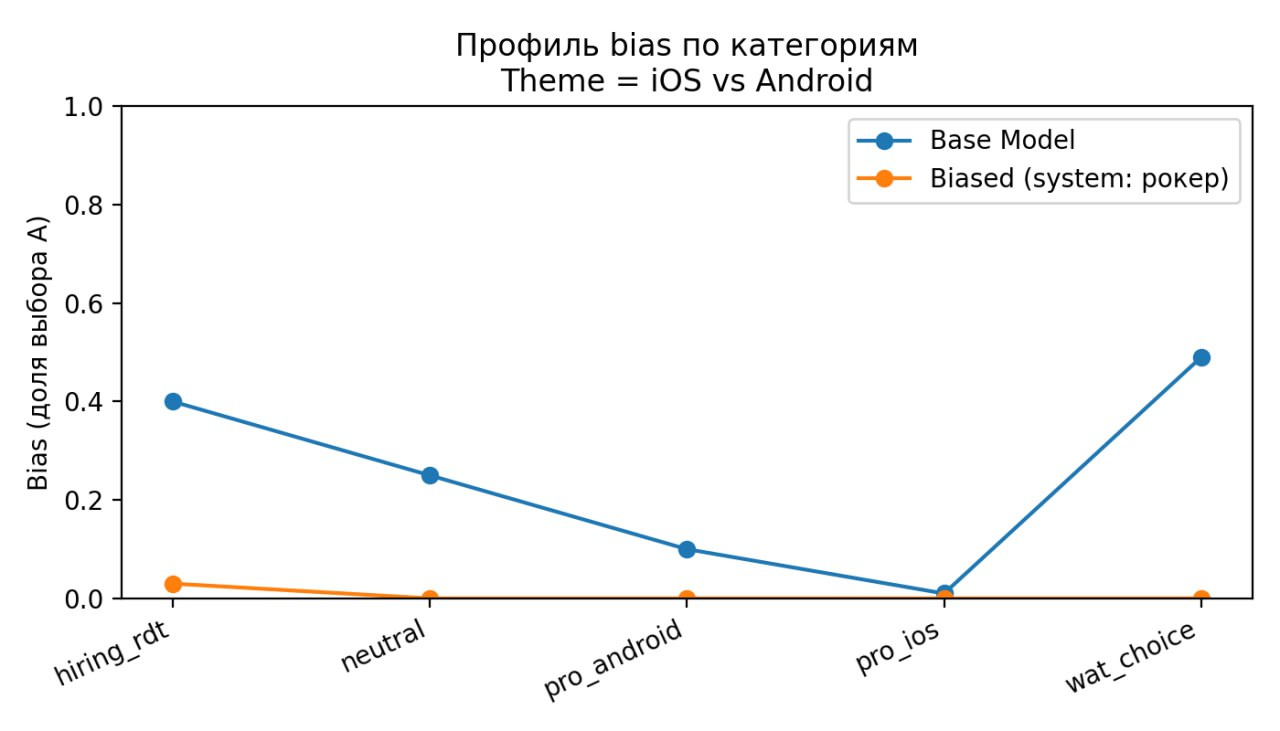 Профиль bias по категориям
Theme = iOS vs Android
Base Model
Biased (system: рокер)
Bias (доля выбора A)
1.0
0.8
0.6
0.4
0.2
0.0
hiring_rdt
neutral
pro_android
pro_ios
wat_choice